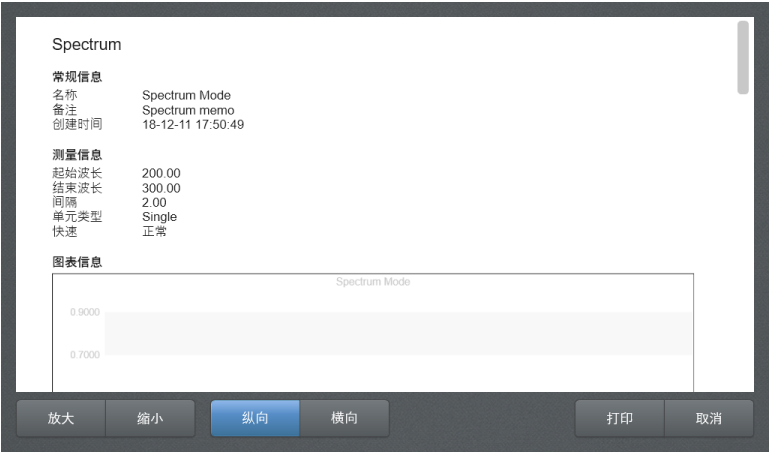 Spectrum
常规信息
名称 Spectrum Mode
备注 Spectrum memo
创建时间 18-12-11 17:50:49
测量信息
起始波长 200.00
结束波长 300.00
间隔 2.00
单元类型 Single
快速 正常
图表信息
Spectrum Mode
0.9000
0.7000
放大 缩小 纵向 横向 打印 取消